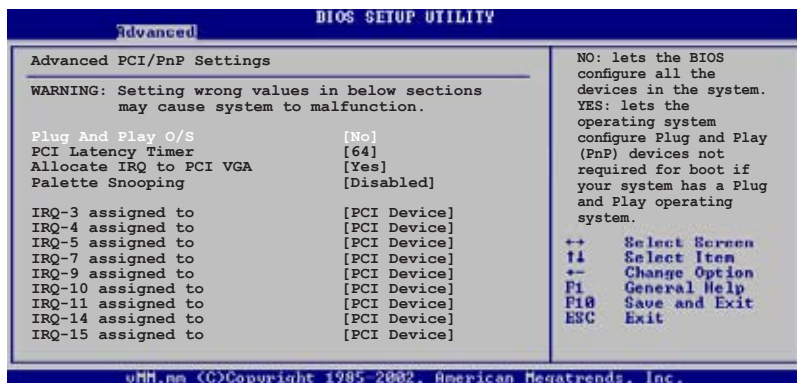 BIOS SETUP UTILITY
Advanced
Advanced PCI/PnP Settings
WARNING: Setting wrong values in below sections
may cause system to malfunction.
Plug And Play O/S [No]
PCI Latency Timer [64]
Allocate IRQ to PCI VGA [Yes]
Palette Snooping [Disabled]
IRQ-3 assigned to [PCI Device]
IRQ-4 assigned to [PCI Device]
IRQ-5 assigned to [PCI Device]
IRQ-7 assigned to [PCI Device]
IRQ-9 assigned to [PCI Device]
IRQ-10 assigned to [PCI Device]
IRQ-11 assigned to [PCI Device]
IRQ-14 assigned to [PCI Device]
IRQ-15 assigned to [PCI Device]
NO: lets the BIOS
configure all the
devices in the system.
YES: lets the
operating system
configure Plug and Play
(PnP) devices not
required for boot if
your system has a Plug
and Play operating
system.
↔ Select Screen
↑↓ Select Item
+- Change Option
F1 General Help
F10 Save and Exit
ESC Exit
vMM.mm (C)Copyright 1985-2002, American Megatrends, Inc.